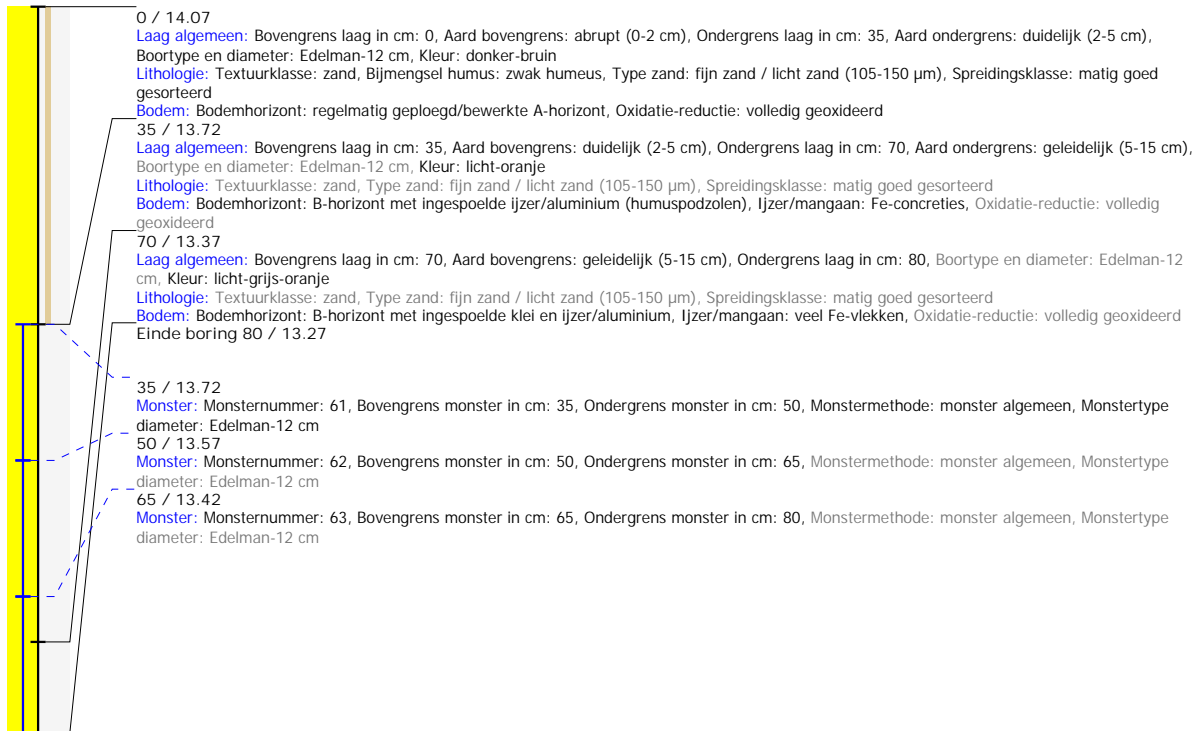 0 / 14.07
Laag algemeen: Bovengrens laag in cm: 0, Aard bovengrens: abrupt (0-2 cm), Ondergrens laag in cm: 35, Aard ondergrens: duidelijk (2-5 cm),
Boortype en diameter: Edelman-12 cm, Kleur: donker-bruin
Lithologie: Textuurklasse: zand, Bijmengsel humus: zwak humeus, Type zand: fijn zand / licht zand (105-150 µm), Spreidingsklasse: matig goed
gesorteerd
Bodem: Bodemhorizont: regelmatig geploegd/bewerkte A-horizont, Oxidatie-reductie: volledig geoxideerd
35 / 13.72
Laag algemeen: Bovengrens laag in cm: 35, Aard bovengrens: duidelijk (2-5 cm), Ondergrens laag in cm: 70, Aard ondergrens: geleidelijk (5-15 cm),
Boortype en diameter: Edelman-12 cm, Kleur: licht-oranje
Lithologie: Textuurklasse: zand, Type zand: fijn zand / licht zand (105-150 µm), Spreidingsklasse: matig goed gesorteerd
Bodem: Bodemhorizont: B-horizont met ingespoelde ijzer/aluminium (humuspodzolen), Ijzer/mangaan: Fe-concreties, Oxidatie-reductie: volledig
geoxideerd
70 / 13.37
Laag algemeen: Bovengrens laag in cm: 70, Aard bovengrens: geleidelijk (5-15 cm), Ondergrens laag in cm: 80, Boortype en diameter: Edelman-12
cm, Kleur: licht-grijs-oranje
Lithologie: Textuurklasse: zand, Type zand: fijn zand / licht zand (105-150 µm), Spreidingsklasse: matig goed gesorteerd
Bodem: Bodemhorizont: B-horizont met ingespoelde klei en ijzer/aluminium, Ijzer/mangaan: veel Fe-vlekken, Oxidatie-reductie: volledig geoxideerd
Einde boring 80 / 13.27
35 / 13.72
Monster: Monsternummer: 61, Bovengrens monster in cm: 35, Ondergrens monster in cm: 50, Monstermethode: monster algemeen, Monstertype
diameter: Edelman-12 cm
50 / 13.57
Monster: Monsternummer: 62, Bovengrens monster in cm: 50, Ondergrens monster in cm: 65, Monstermethode: monster algemeen, Monstertype
diameter: Edelman-12 cm
65 / 13.42
Monster: Monsternummer: 63, Bovengrens monster in cm: 65, Ondergrens monster in cm: 80, Monstermethode: monster algemeen, Monstertype
diameter: Edelman-12 cm